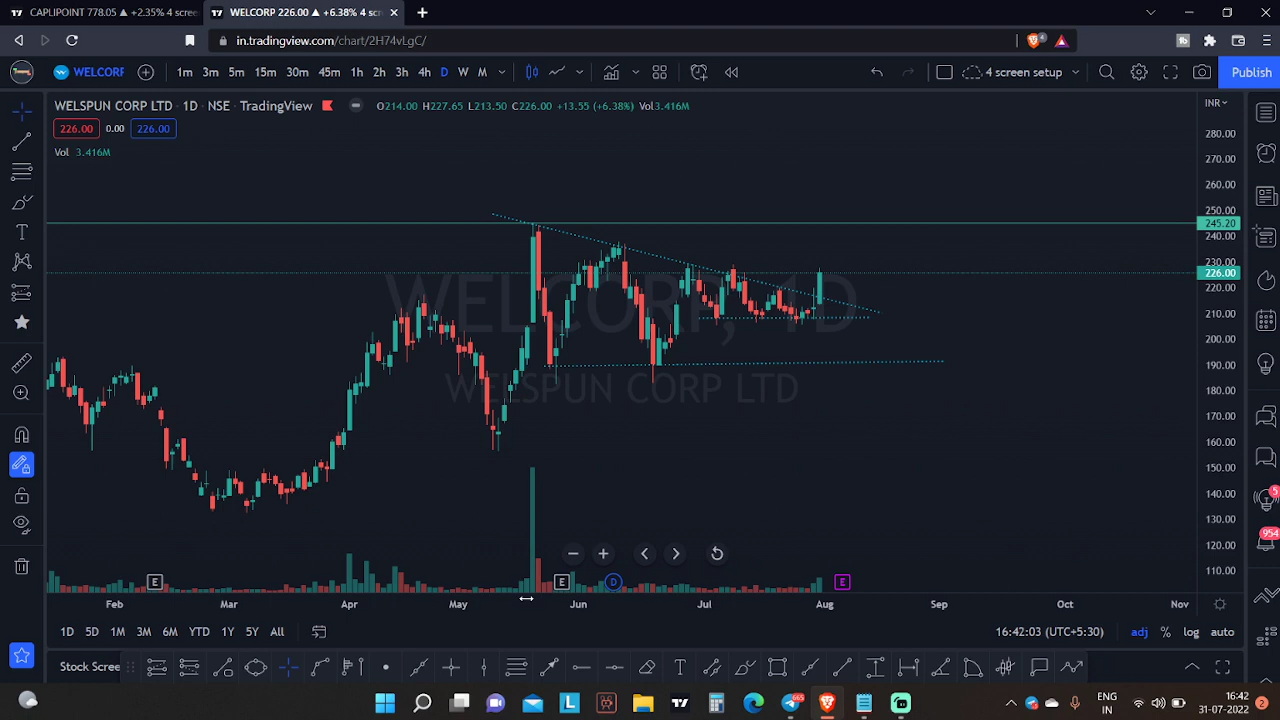 CAPLIPOINT 778.05 ▲ +2.35% 4 scree
WELCORP 226.00 ▲ +6.38% 4 scr
in.tradingview.com/chart/2H74vLgC/
WELCORP
1m 3m 5m 15m 30m 45m 1h 2h 3h 4h D W M
4 screen setup
Publish
WELSPUN CORP LTD · 1D · NSE · TradingView
O214.00 H227.65 L213.50 C226.00 +13.55 (+6.38%) Vol3.416M
INR
226.00 0.00 226.00
Vol 3.416M
280.00
270.00
260.00
250.00
245.20
240.00
230.00
226.00
220.00
210.00
200.00
190.00
180.00
170.00
160.00
150.00
140.00
130.00
120.00
110.00
WELCORP, 1D
WELSPUN CORP LTD
5
954
E E D E
Feb Mar Apr May Jun Jul Aug Sep Oct Nov
1D 5D 1M 3M 6M YTD 1Y 5Y All
16:42:03 (UTC+5:30) adj % log auto
Stock Scree
665
ENG
IN
16:42
31-07-2022
2